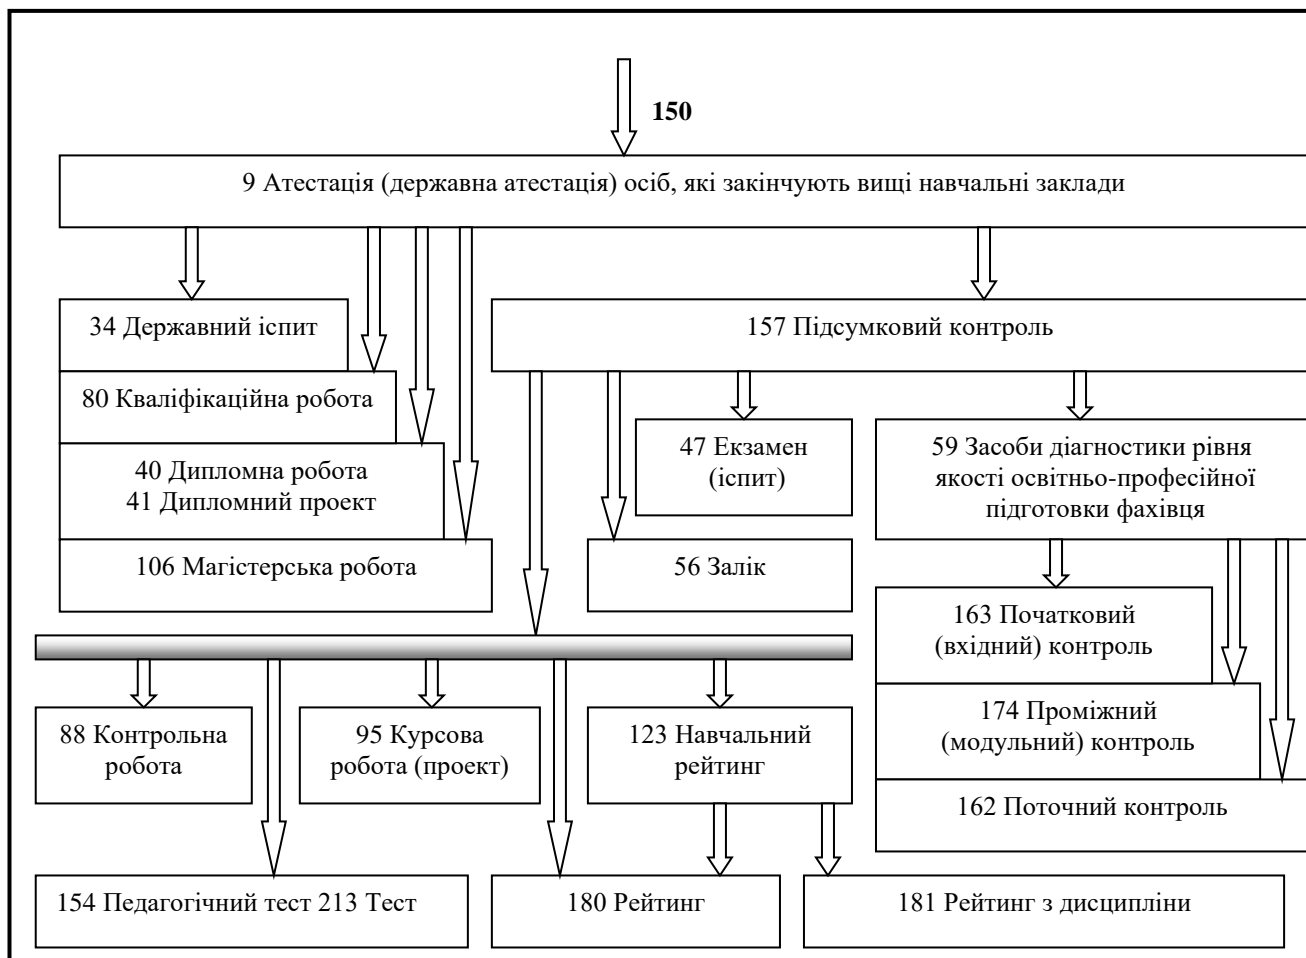 150
9 Атестація (державна атестація) осіб, які закінчують вищі навчальні заклади
34 Державний іспит
157 Підсумковий контроль
80 Кваліфікаційна робота
40 Дипломна робота
41 Дипломний проект
106 Магістерська робота
47 Екзамен
(іспит)
56 Залік
59 Засоби діагностики рівня
якості освітньо-професійної
підготовки фахівця
163 Початковий
(вхідний) контроль
174 Проміжний
(модульний) контроль
162 Поточний контроль
88 Контрольна
робота
95 Курсова
робота (проект)
123 Навчальний
рейтинг
154 Педагогічний тест 213 Тест
180 Рейтинг
181 Рейтинг з дисципліни